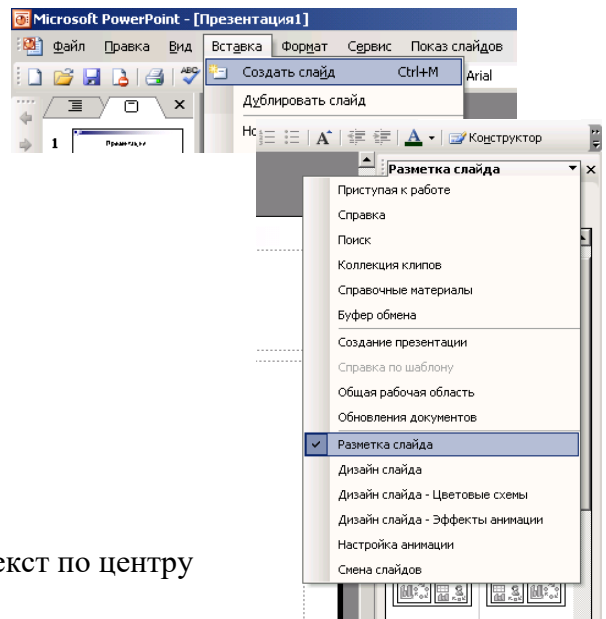 Microsoft PowerPoint - [Презентация1]
Файл Правка Вид Вставка Формат Сервис Показ слайдов
Создать слайд Ctrl+M Arial
Дублировать слайд
1
Но
Конструктор
Разметка слайда
Приступая к работе
Справка
Поиск
Коллекция клипов
Справочные материалы
Буфер обмена
Создание презентации
Справка по шаблону
Общая рабочая область
Обновления документов
Разметка слайда
Дизайн слайда
Дизайн слайда - Цветовые схемы
Дизайн слайда - Эффекты анимации
Настройка анимации
Смена слайдов
екст по центру